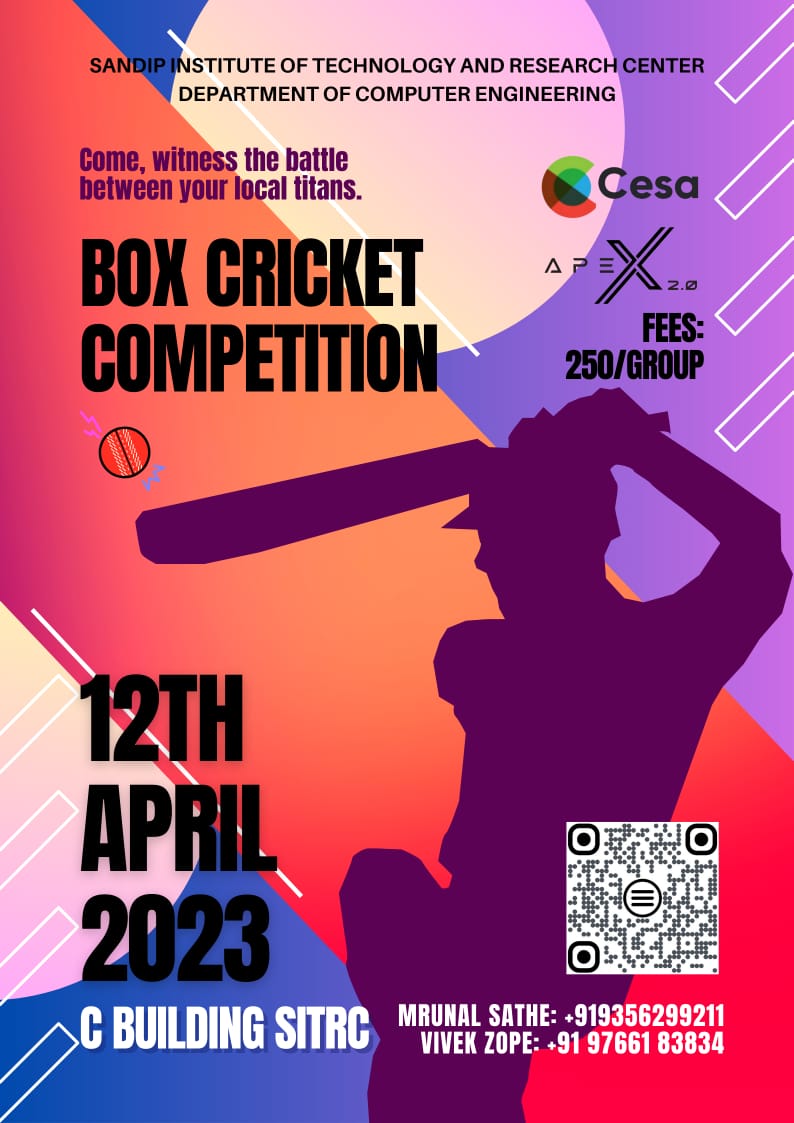 SANDIP INSTITUTE OF TECHNOLOGY AND RESEARCH CENTER
DEPARTMENT OF COMPUTER ENGINEERING
Come, witness the battle
between your local titans.
Cesa
BOX CRICKET
COMPETITION
APEX
2.0
FEES:
250/GROUP
12TH
APRIL
2023
C BUILDING SITRC
MRUNAL SATHE: +919356299211
VIVEK ZOPE: +91 97661 83834